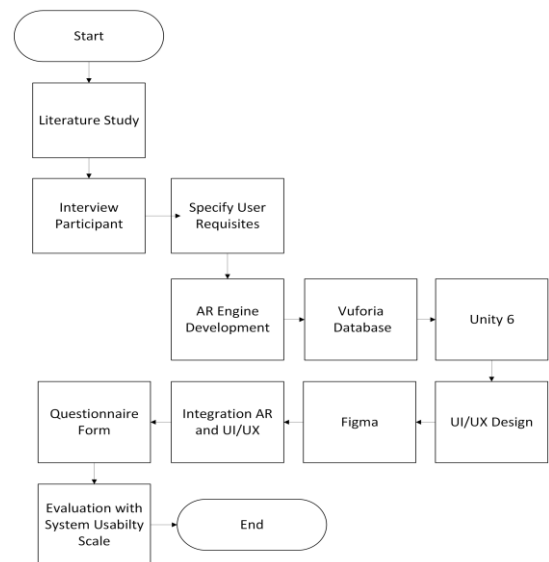 Start
Literature Study
Interview
Participant
Specify User
Requisites
AR Engine
Development
Vuforia
Database
Unity 6
UI/UX Design
Figma
Integration AR
and UI/UX
Questionnaire
Form
Evaluation with
System Usabilty
Scale
End